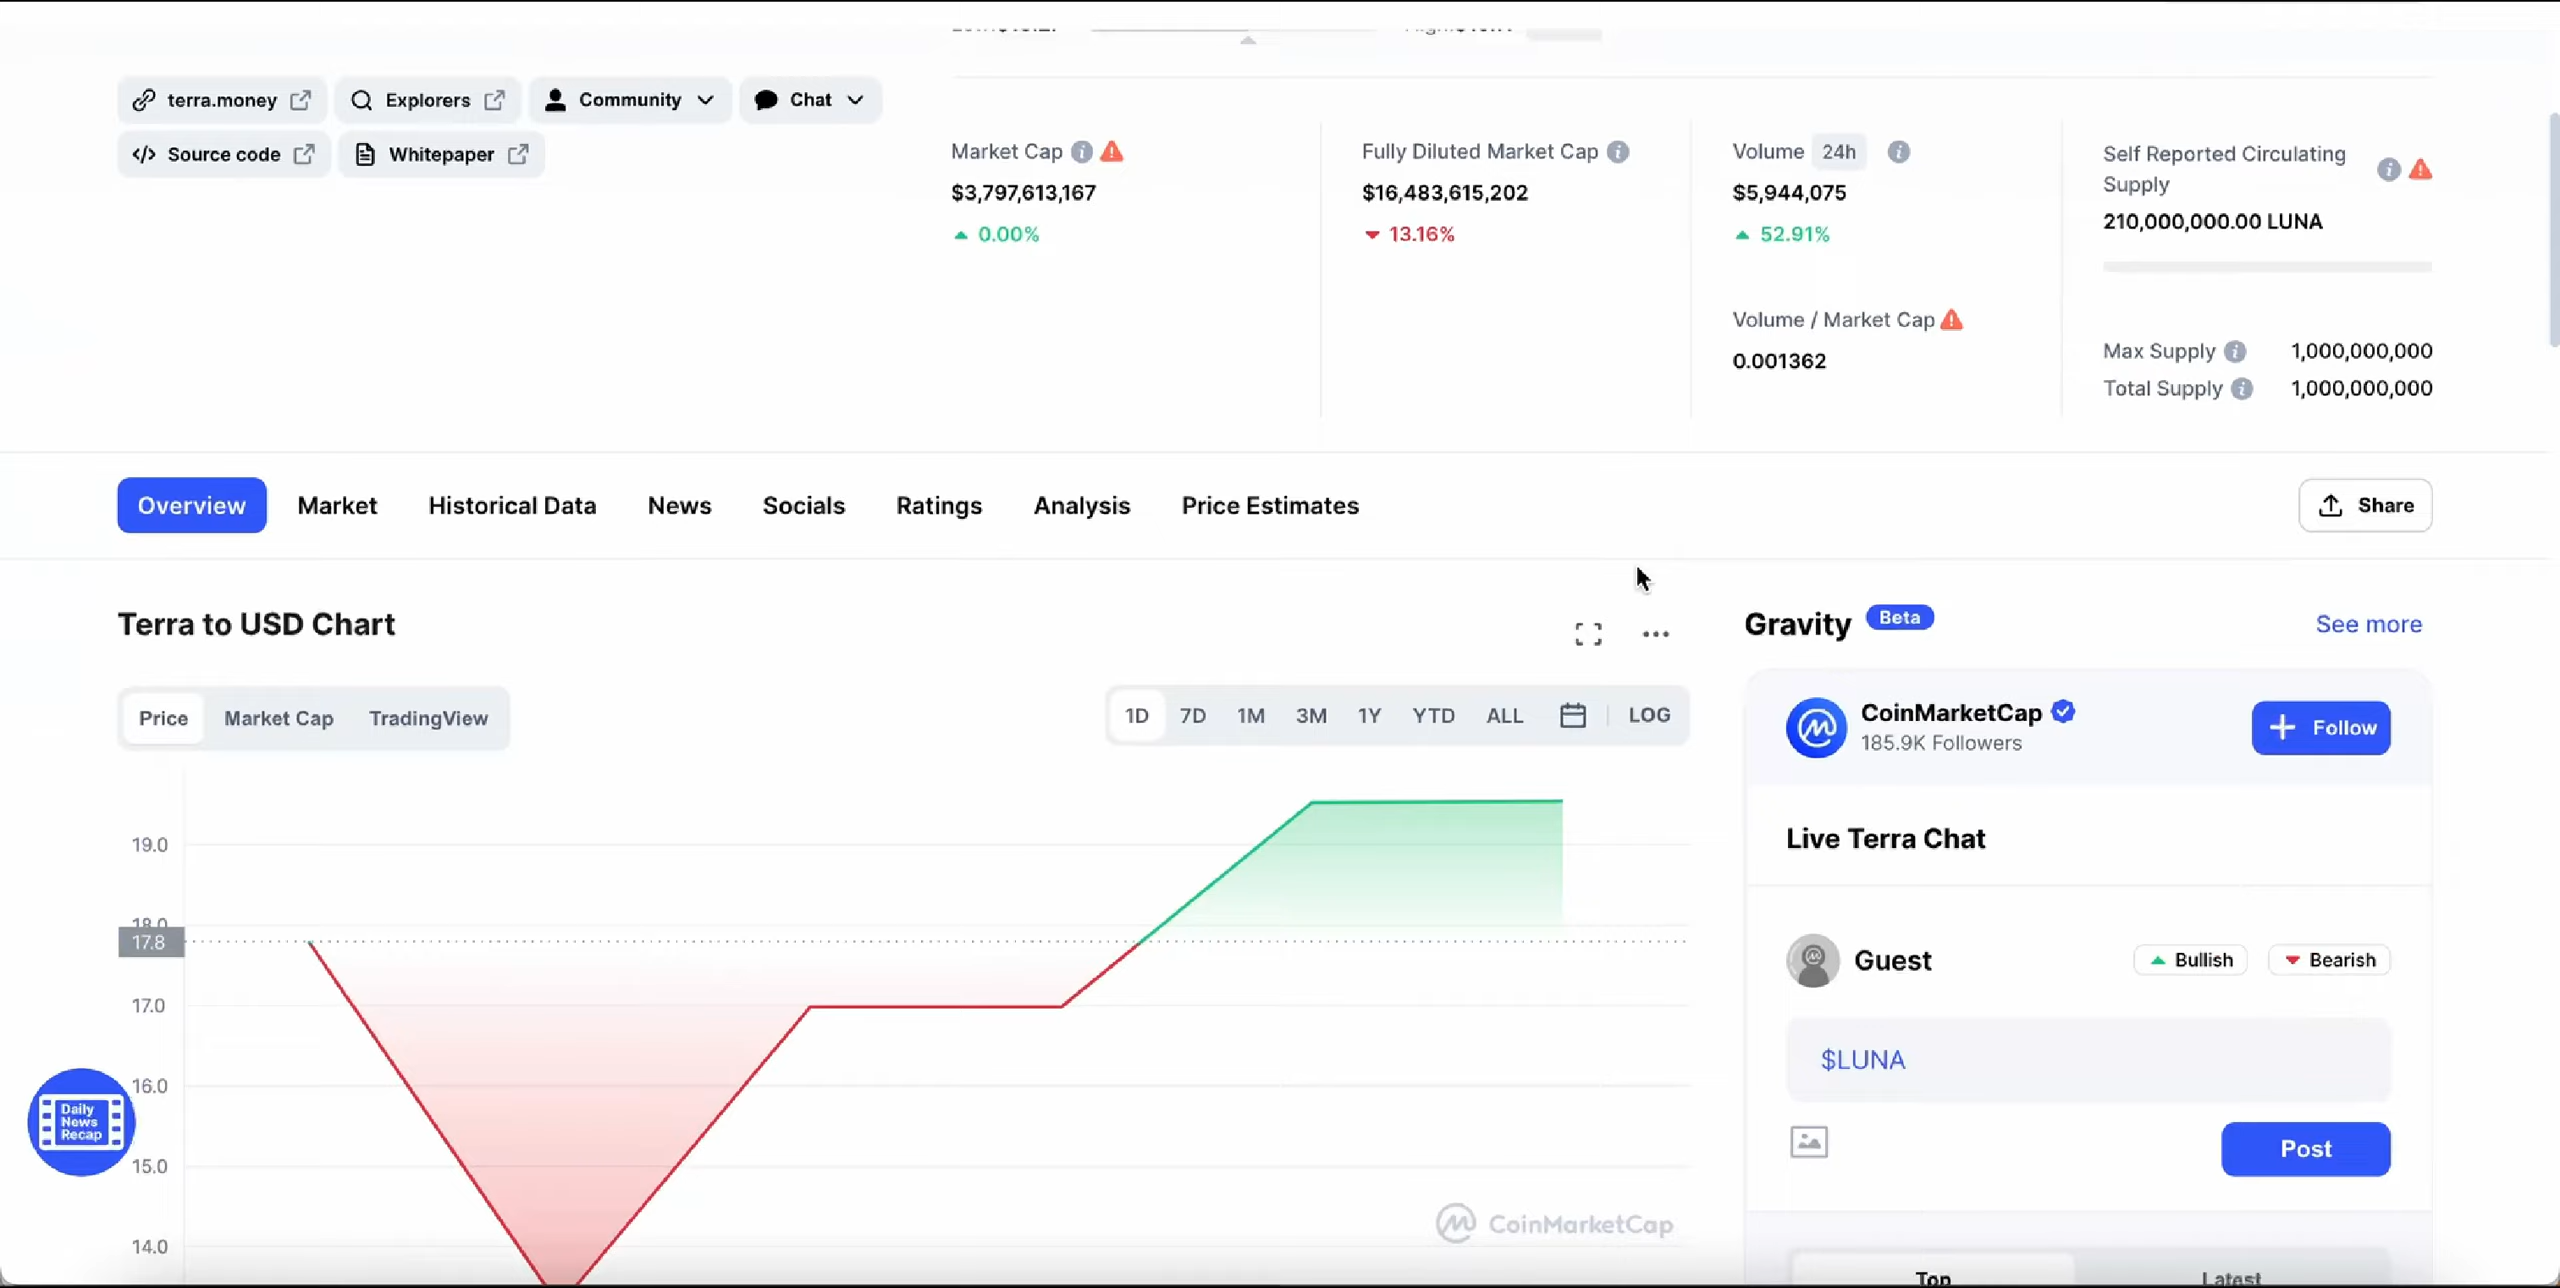 terra.money
Explorers
Community
Chat
Source code
Whitepaper
Market Cap
$3,797,613,167
0.00%
Fully Diluted Market Cap
$16,483,615,202
13.16%
Volume 24h
$5,944,075
52.91%
Volume / Market Cap
0.001362
Self Reported Circulating
Supply
210,000,000.00 LUNA
Max Supply 1,000,000,000
Total Supply 1,000,000,000
Overview Market Historical Data News Socials Ratings Analysis Price Estimates
Share
Terra to USD Chart
Price Market Cap TradingView
1D 7D 1M 3M 1Y YTD ALL LOG
19.0
18.0
17.8
17.0
16.0
15.0
14.0
Daily
News
Recap
CoinMarketCap
Gravity Beta
See more
CoinMarketCap
185.9K Followers
Follow
Live Terra Chat
Guest
Bullish
Bearish
$LUNA
Post
Top
Latest